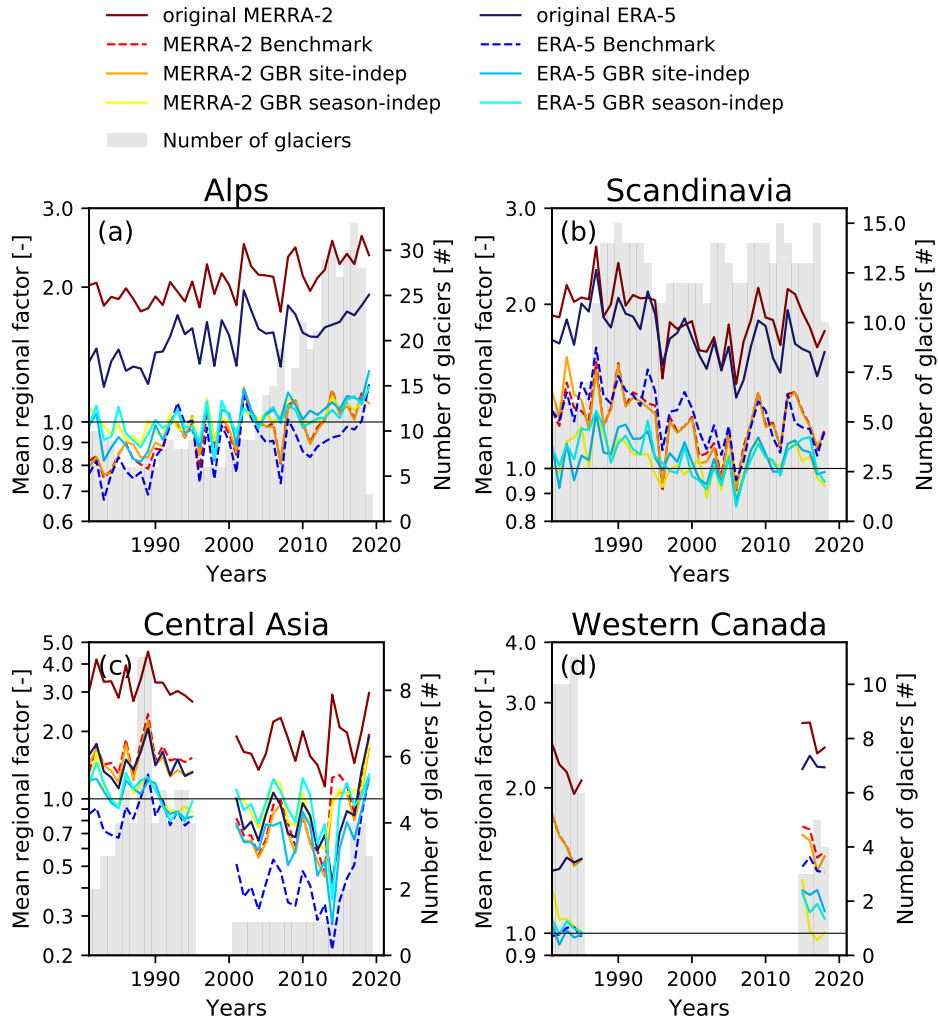 original MERRA-2
MERRA-2 Benchmark
MERRA-2 GBR site-indep
MERRA-2 GBR season-indep
Number of glaciers
original ERA-5
ERA-5 Benchmark
ERA-5 GBR site-indep
ERA-5 GBR season-indep
Alps
(a)
Mean regional factor [-]
3.0
2.0
1.0
0.9
0.8
0.7
0.6
30
25
20
15
10
5
0
Number of glaciers [#]
1990 2000 2010 2020
Years
Scandinavia
(b)
Mean regional factor [-]
3.0
2.0
1.0
0.9
0.8
15.0
12.5
10.0
7.5
5.0
2.5
0.0
Number of glaciers [#]
1990 2000 2010 2020
Years
Central Asia
(c)
Mean regional factor [-]
5.0
4.0
3.0
2.0
1.0
0.7
0.5
0.3
0.2
8
6
4
2
0
Number of glaciers [#]
1990 2000 2010 2020
Years
Western Canada
(d)
Mean regional factor [-]
4.0
3.0
2.0
1.0
0.9
10
8
6
4
2
0
Number of glaciers [#]
1990 2000 2010 2020
Years